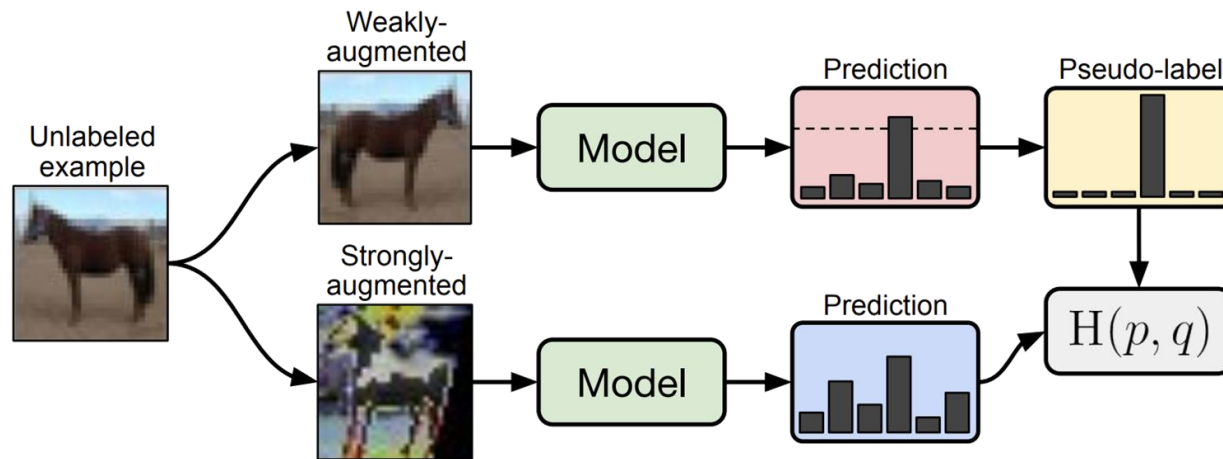 Unlabeled
example
Weakly-
augmented
Model
Prediction
Pseudo-label
Strongly-
augmented
Model
Prediction
H(p, q)